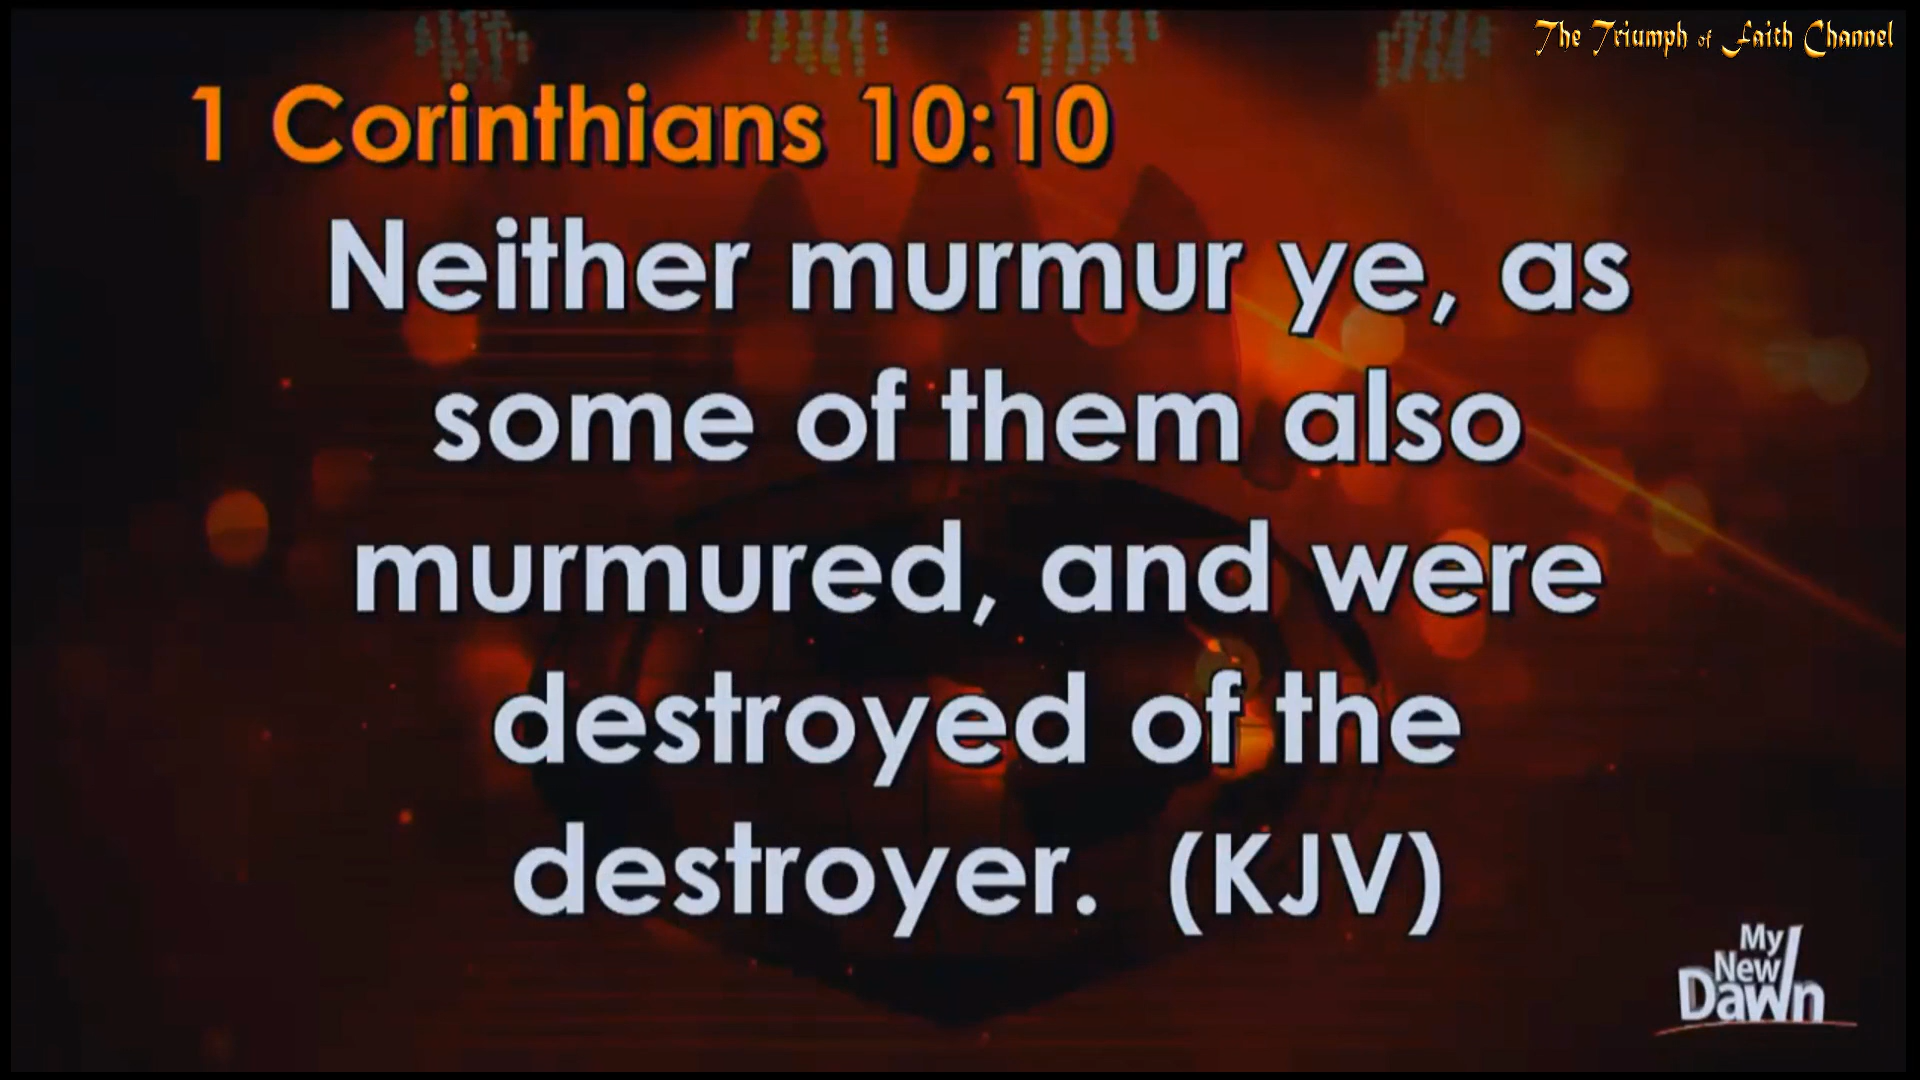 The Triumph of Faith Channel
1 Corinthians 10:10
Neither murmur ye, as
some of them also
murmured, and were
destroyed of the
destroyer. (KJV)
My
New
Dawn